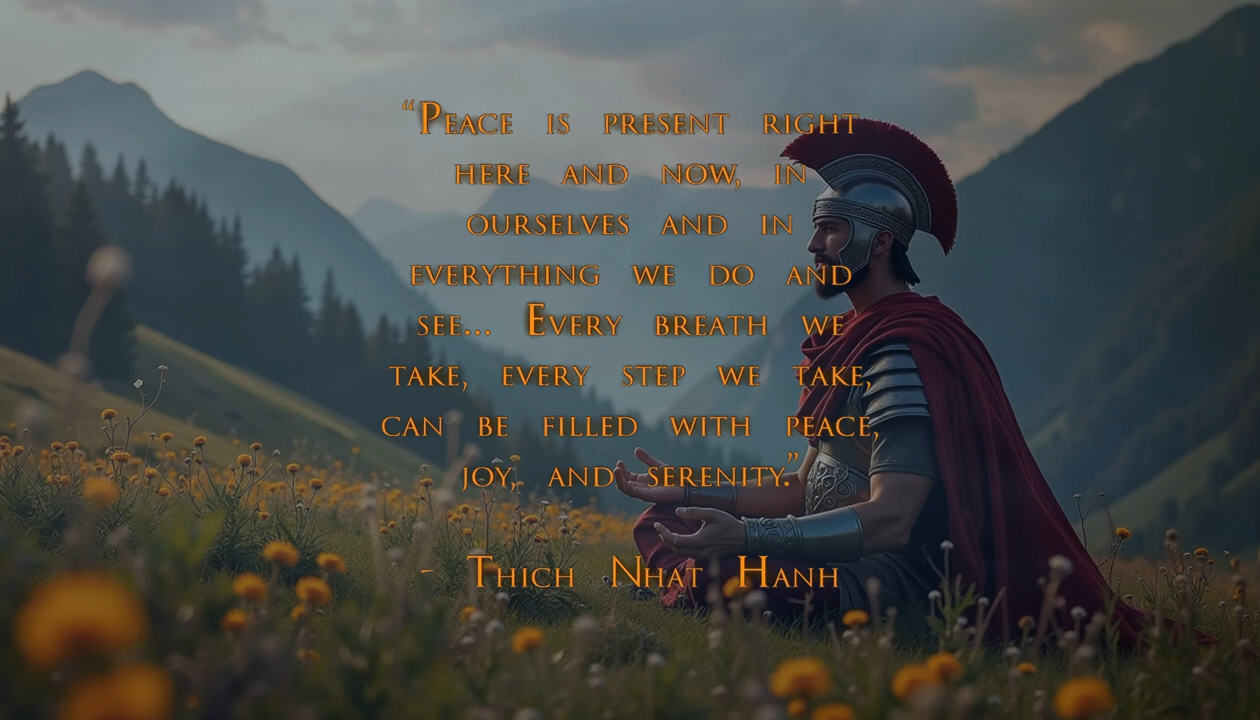 “Peace is present right
here and now, in
ourselves and in
everything we do and
see... Every breath we
take, every step we take,
can be filled with peace,
joy, and serenity.”
- Thich Nhat Hanh